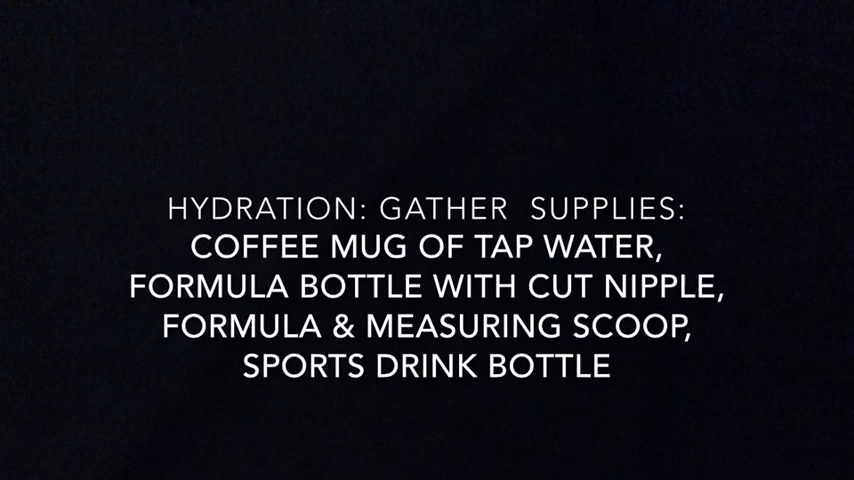 HYDRATION: GATHER SUPPLIES:
COFFEE MUG OF TAP WATER,
FORMULA BOTTLE WITH CUT NIPPLE,
FORMULA & MEASURING SCOOP,
SPORTS DRINK BOTTLE